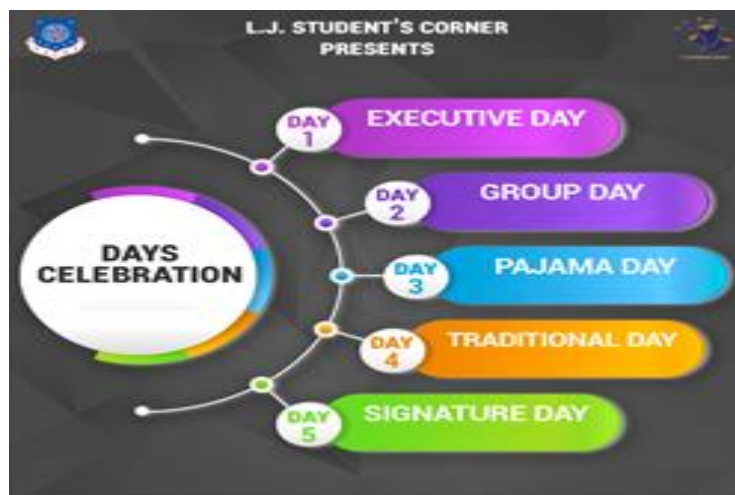 L.J. STUDENT'S CORNER
PRESENTS
DAY
1
EXECUTIVE DAY
DAY
2
GROUP DAY
DAYS
CELEBRATION
DAY
3
PAJAMA DAY
DAY
4
TRADITIONAL DAY
DAY
5
SIGNATURE DAY